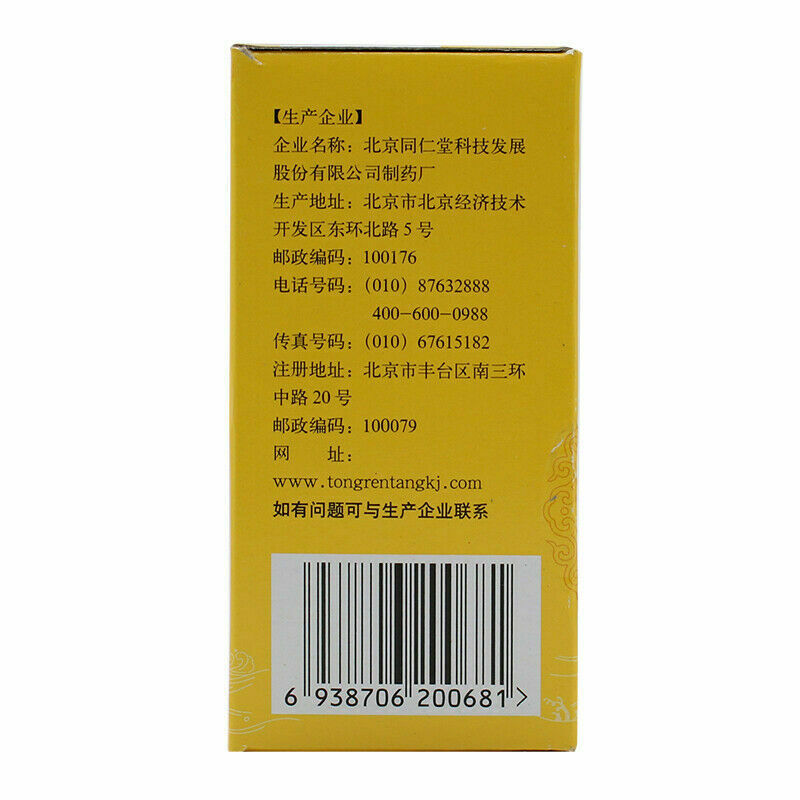 【生产企业】
企业名称：北京同仁堂科技发展
股份有限公司制药厂
生产地址：北京市北京经济技术
开发区东环北路5号
邮政编码：100176
电话号码：（010）87632888
400-600-0988
传真号码：（010）67615182
注册地址：北京市丰台区南三环
中路20号
邮政编码：100079
网　　址：
www.tongrentangkj.com
如有问题可与生产企业联系
6 938706 200681 >